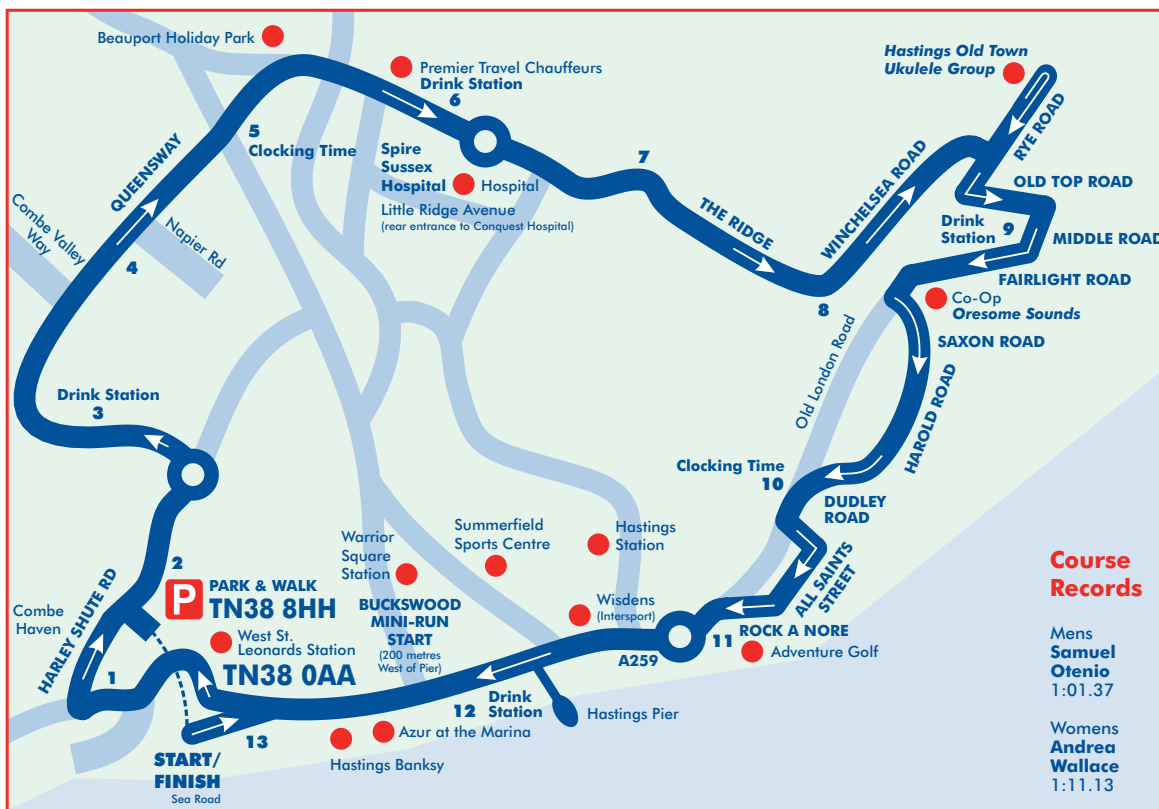 Beauport Holiday Park
Premier Travel Chauffeurs
Drink Station
6
Hastings Old Town
Ukulele Group
RYE ROAD
5
Clocking Time
Spire
Sussex
Hospital
Hospital
Little Ridge Avenue
(rear entrance to Conquest Hospital)
7
QUEENSWAY
Combe Valley
Way
Napier Rd
4
THE RIDGE
WINCHELSEA ROAD
OLD TOP ROAD
Drink
Station
9
MIDDLE ROAD
FAIRLIGHT ROAD
8
Co-Op
Oresome Sounds
SAXON ROAD
Old London Road
HAROLD ROAD
Drink Station
3
Clocking Time
10
DUDLEY
ROAD
ALL SAINTS
STREET
2
P
PARK & WALK
TN38 8HH
Warrior
Square
Station
Summerfield
Sports Centre
Hastings
Station
Combe
Haven
HARLEY SHUTE RD
West St.
Leonards Station
TN38 0AA
BUCKSWOOD
MINI-RUN
START
(200 metres
West of Pier)
Wisdens
(Intersport)
A259
11
ROCK A NORE
Adventure Golf
1
12
Drink
Station
Hastings Pier
13
Azur at the Marina
Hastings Banksy
START/
FINISH
Sea Road
Course
Records
Mens
Samuel
Otenio
1:01.37
Womens
Andrea
Wallace
1:11.13